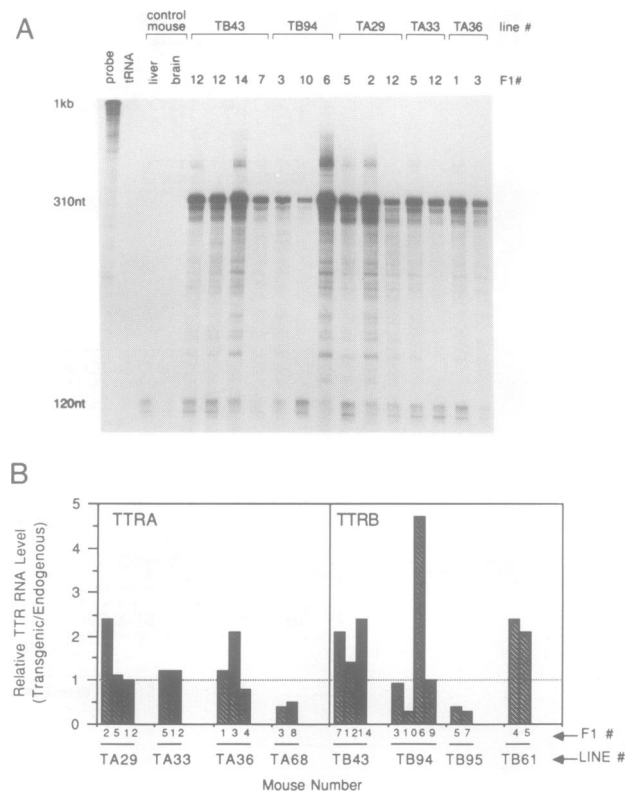 A
control mouse TB43 TB94 TA29 TA33 TA36 line #
probe tRNA liver brain 12 12 14 7 3 10 6 5 2 12 5 12 1 3 F1#
1kb
310nt
120nt
B
TTRA TTRB
Relative TTR RNA Level
(Transgenic/Endogenous)
5
4
3
2
1
0
2 5 12 5 12 1 3 4 3 8 7 12 14 3 10 6 9 5 7 4 5 F1 #
TA29 TA33 TA36 TA68 TB43 TB94 TB95 TB61 LINE #
Mouse Number